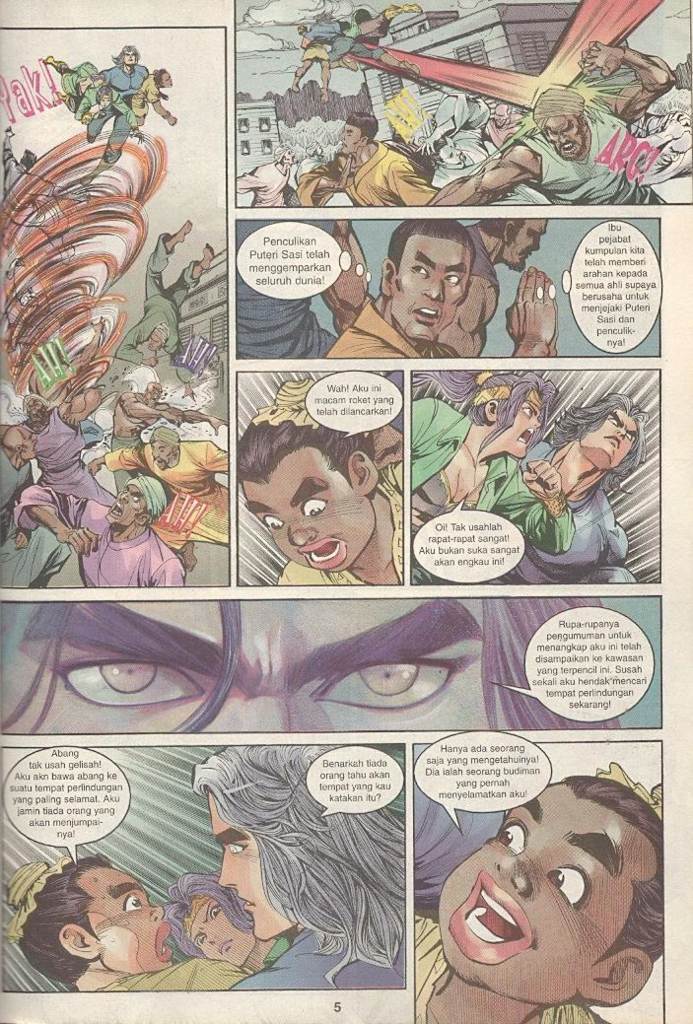 Pak!
AH!
AHH!
AH!
AH!
ARG!
Penculikan
Puteri Sasi telah
menggemparkan
seluruh dunia!
Ibu
pejabat
kumpulan kita
telah memberi
arahan kepada
semua ahli supaya
berusaha untuk
menjejaki Puteri
Sasi dan
penculik-
nya!
Wah! Aku ini
macam roket yang
telah dilancarkan!
Oi! Tak usahlah
rapat-rapat sangat!
Aku bukan suka sangat
akan engkau ini!
Rupa-rupanya
pengumuman untuk
menangkap aku ini telah
disampaikan ke kawasan
yang terpencil ini. Susah
sekali aku hendak mencari
tempat perlindungan
sekarang!
Abang
tak usah gelisah!
Aku akn bawa abang ke
suatu tempat perlindungan
yang paling selamat. Aku
jamin tiada orang yang
akan menjumpai-
nya!
Benarkah tiada
orang tahu akan
tempat yang kau
katakan itu?
Hanya ada seorang
saja yang mengetahuinya!
Dia ialah seorang budiman
yang pernah
menyelamatkan aku!
5